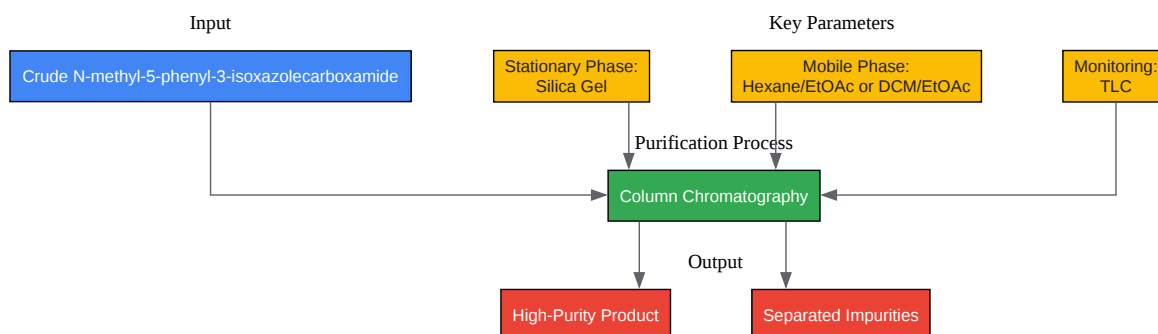 Input
Key Parameters
Crude N-methyl-5-phenyl-3-isoxazolecarboxamide
Stationary Phase:
Silica Gel
Mobile Phase:
Hexane/EtOAc or DCM/EtOAc
Monitoring:
TLC
Purification Process
Column Chromatography
Output
High-Purity Product
Separated Impurities